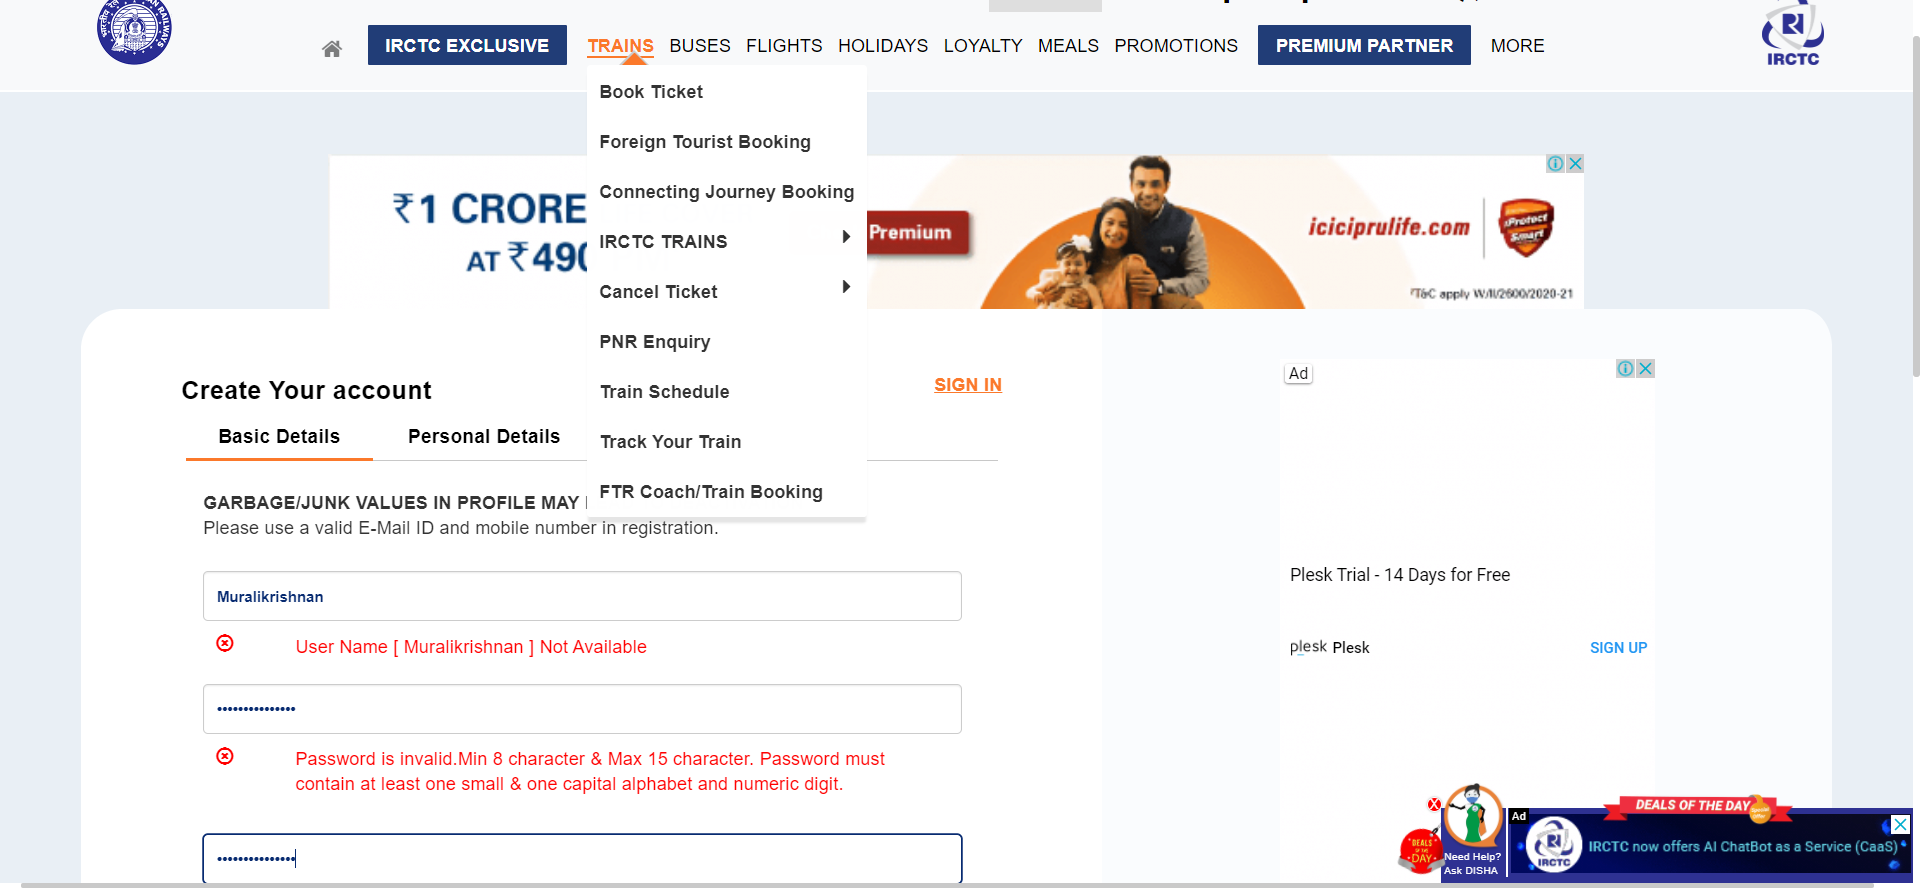 IRCTC EXCLUSIVE
TRAINS
BUSES
FLIGHTS
HOLIDAYS
LOYALTY
MEALS
PROMOTIONS
PREMIUM PARTNER
MORE
IRCTC
Book Ticket
Foreign Tourist Booking
Connecting Journey Booking
IRCTC TRAINS
Cancel Ticket
PNR Enquiry
Train Schedule
Track Your Train
FTR Coach/Train Booking
₹1 CRORE
AT ₹490
Premium
iciciprulife.com
iProtect
Smart
T&C apply W/II/2600/2020-21
Create Your account
SIGN IN
Basic Details
Personal Details
GARBAGE/JUNK VALUES IN PROFILE MAY
Please use a valid E-Mail ID and mobile number in registration.
Muralikrishnan
User Name [ Muralikrishnan ] Not Available
Password is invalid.Min 8 character & Max 15 character. Password must
contain at least one small & one capital alphabet and numeric digit.
Ad
Plesk Trial - 14 Days for Free
plesk Plesk
SIGN UP
DEALS OF THE DAY
DEALS
OF THE
DAY
Need Help?
Ask DISHA
Ad
IRCTC
IRCTC now offers AI ChatBot as a Service (CaaS)